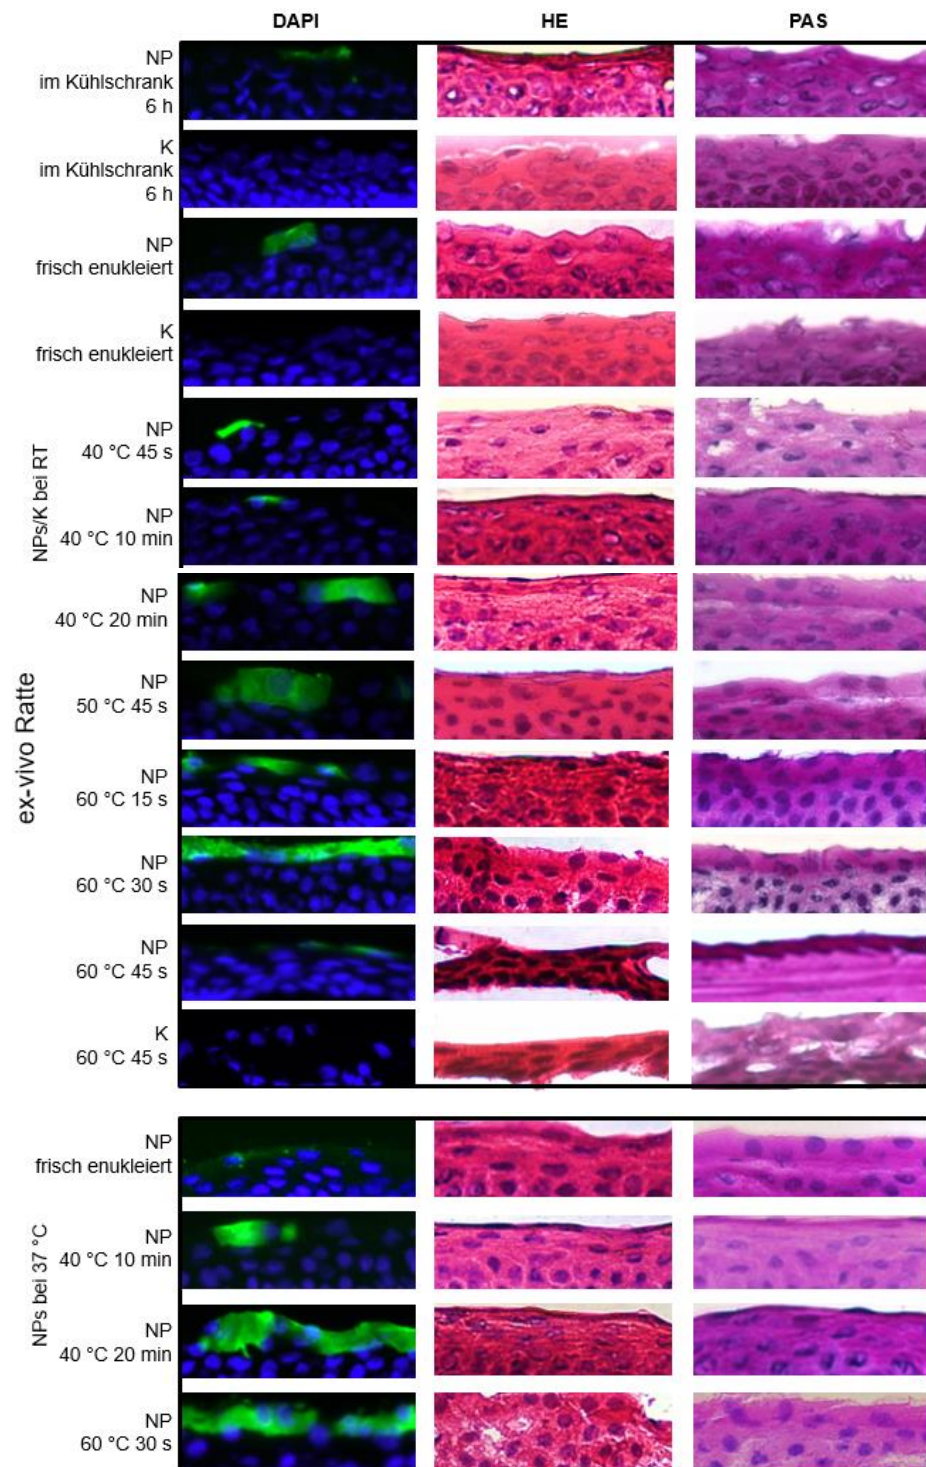 DAPI HE PAS
NP
im Kühlschrank
6 h
K
im Kühlschrank
6 h
NP
frisch enukleiert
K
frisch enukleiert
NP
40 °C 45 s
NP
40 °C 10 min
NP
40 °C 20 min
NP
50 °C 45 s
NP
60 °C 15 s
NP
60 °C 30 s
NP
60 °C 45 s
K
60 °C 45 s
NPs/K bei RT
ex-vivo Ratte
NP
frisch enukleiert
NP
40 °C 10 min
NP
40 °C 20 min
NP
60 °C 30 s
NPs bei 37 °C